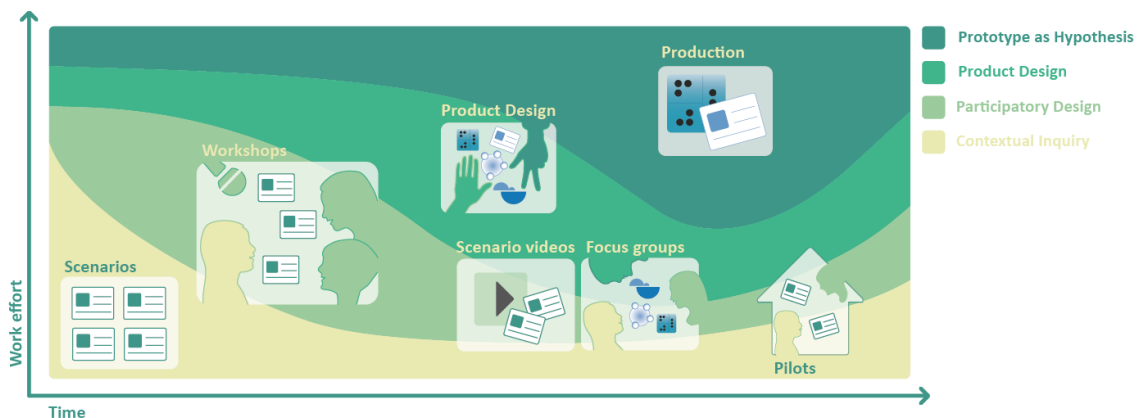 Production
Product Design
Workshops
Scenario videos
Focus groups
Scenarios
Pilots
Work effort
Time
Prototype as Hypothesis
Product Design
Participatory Design
Contextual Inquiry